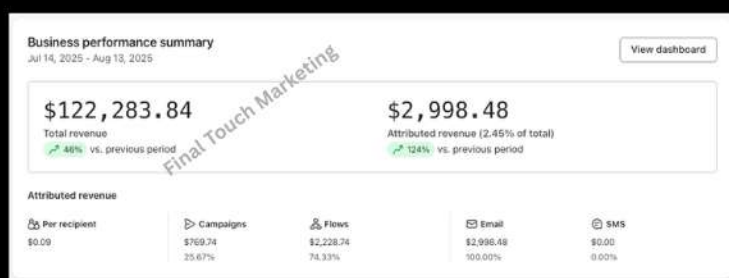 Business performance summary
Jul 14, 2025 - Aug 13, 2025
View dashboard
$122,283.84
Total revenue
46% vs. previous period
$2,998.48
Attributed revenue (2.45% of total)
124% vs. previous period
Final Touch Marketing
Attributed revenue
Per recipient
$0.09
Campaigns
$769.74
25.67%
Flows
$2,228.74
74.33%
Email
$2,998.48
100.00%
SMS
$0.00
0.00%